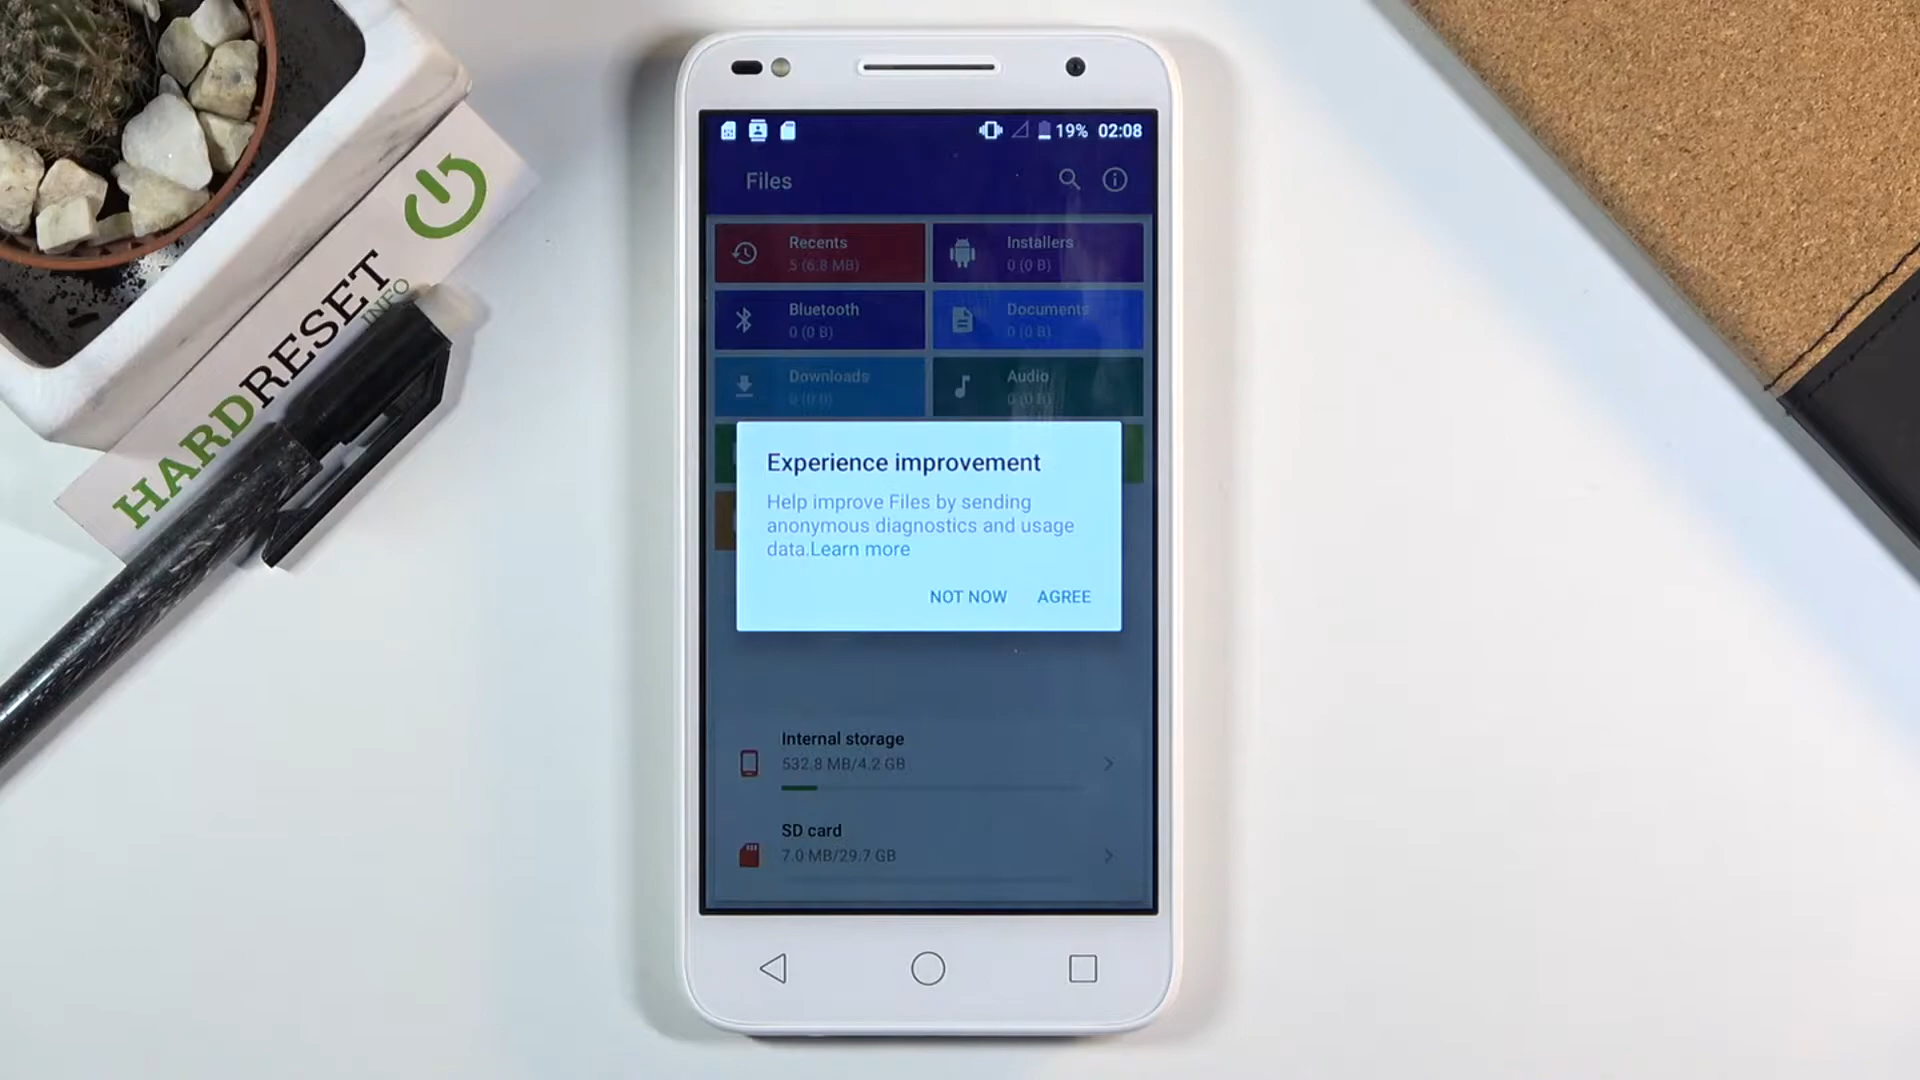 19% 02:08
Files
Recents
5 (6.8 MB)
Installers
0 (0 B)
Bluetooth
0 (0 B)
Documents
0 (0 B)
Downloads
0 (0 B)
Audio
0 (0 B)
Experience improvement
Help improve Files by sending
anonymous diagnostics and usage
data.Learn more
NOT NOW AGREE
Internal storage
532.8 MB/4.2 GB
SD card
7.0 MB/29.7 GB
HARDRESET
INFO